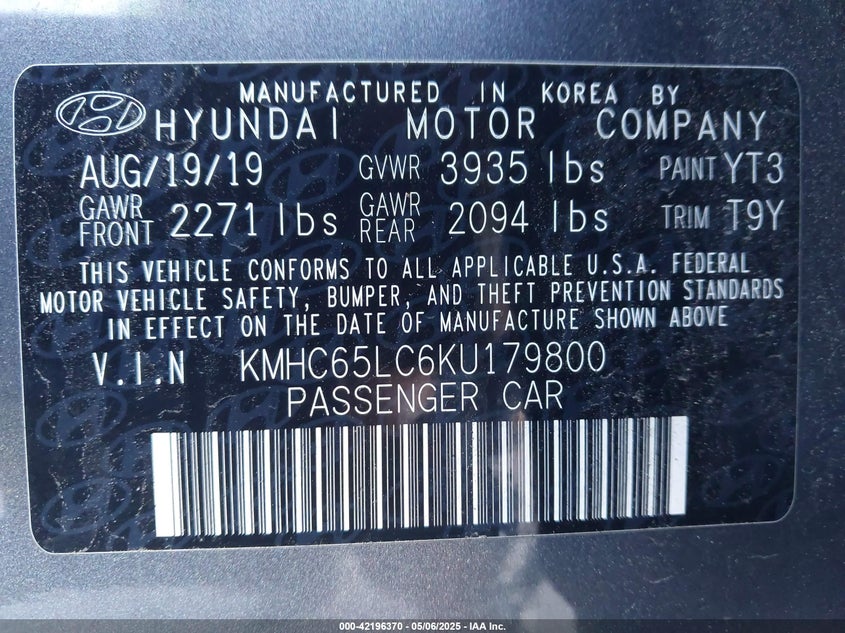 MANUFACTURED IN KOREA BY
HYUNDAI MOTOR COMPANY
AUG/19/19 GVWR 3935 lbs PAINT YT3
GAWR FRONT 2271 lbs GAWR REAR 2094 lbs TRIM T9Y
THIS VEHICLE CONFORMS TO ALL APPLICABLE U.S.A. FEDERAL
MOTOR VEHICLE SAFETY, BUMPER, AND THEFT PREVENTION STANDARDS
IN EFFECT ON THE DATE OF MANUFACTURE SHOWN ABOVE
V.I.N KMHC65LC6KU179800
PASSENGER CAR
000-42196370 - 05/06/2025 - IAA Inc.